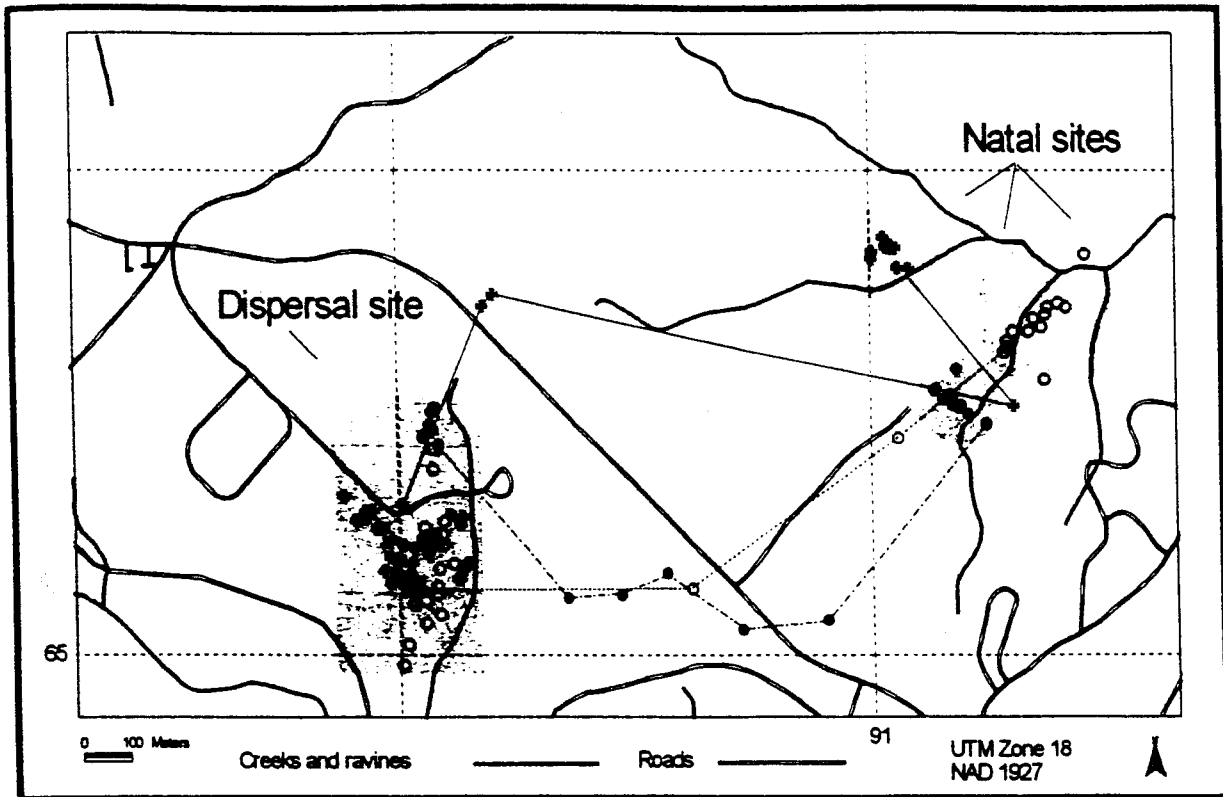 Natal sites
Dispersal site
65
91
0 100 Meters
Creeks and ravines
Roads
UTM Zone 18
NAD 1927